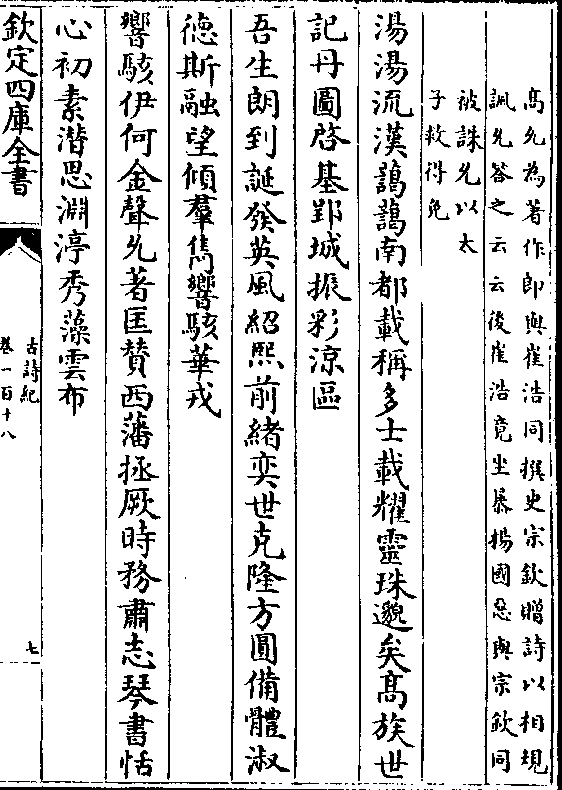 髙允為著作郎與崔浩同撰史宗欽贈詩以相規
諷允答之云云後崔浩竟坐暴揚國惡與宗欽同
被誅允以太
子救得免
湯湯流漢藹藹南都載稱多士載耀靈珠邈矣髙族世
記丹圖啓基郢城振彩涼區
吾生朗到誕發英風紹熙前緒奕世克隆方圓備體淑
徳斯融望傾羣雋響駭華戎
響駭伊何金聲允著匡賛西藩拯厥時務肅志琴書恬
心初素潛思淵渟秀藻雲布
欽定四庫全書
古詩紀
卷一百十八
七